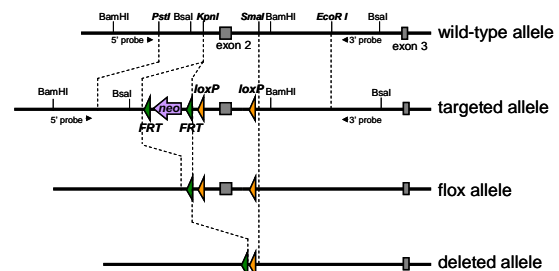 BamHI PstI BsaI KpnI SmaI BamHI EcoR I BsaI
wild-type allele
5' probe exon 2 3' probe exon 3
BamHI BsaI loxP loxP BamHI BsaI
neo
targeted allele
5' probe FRT FRT 3' probe
flox allele
deleted allele